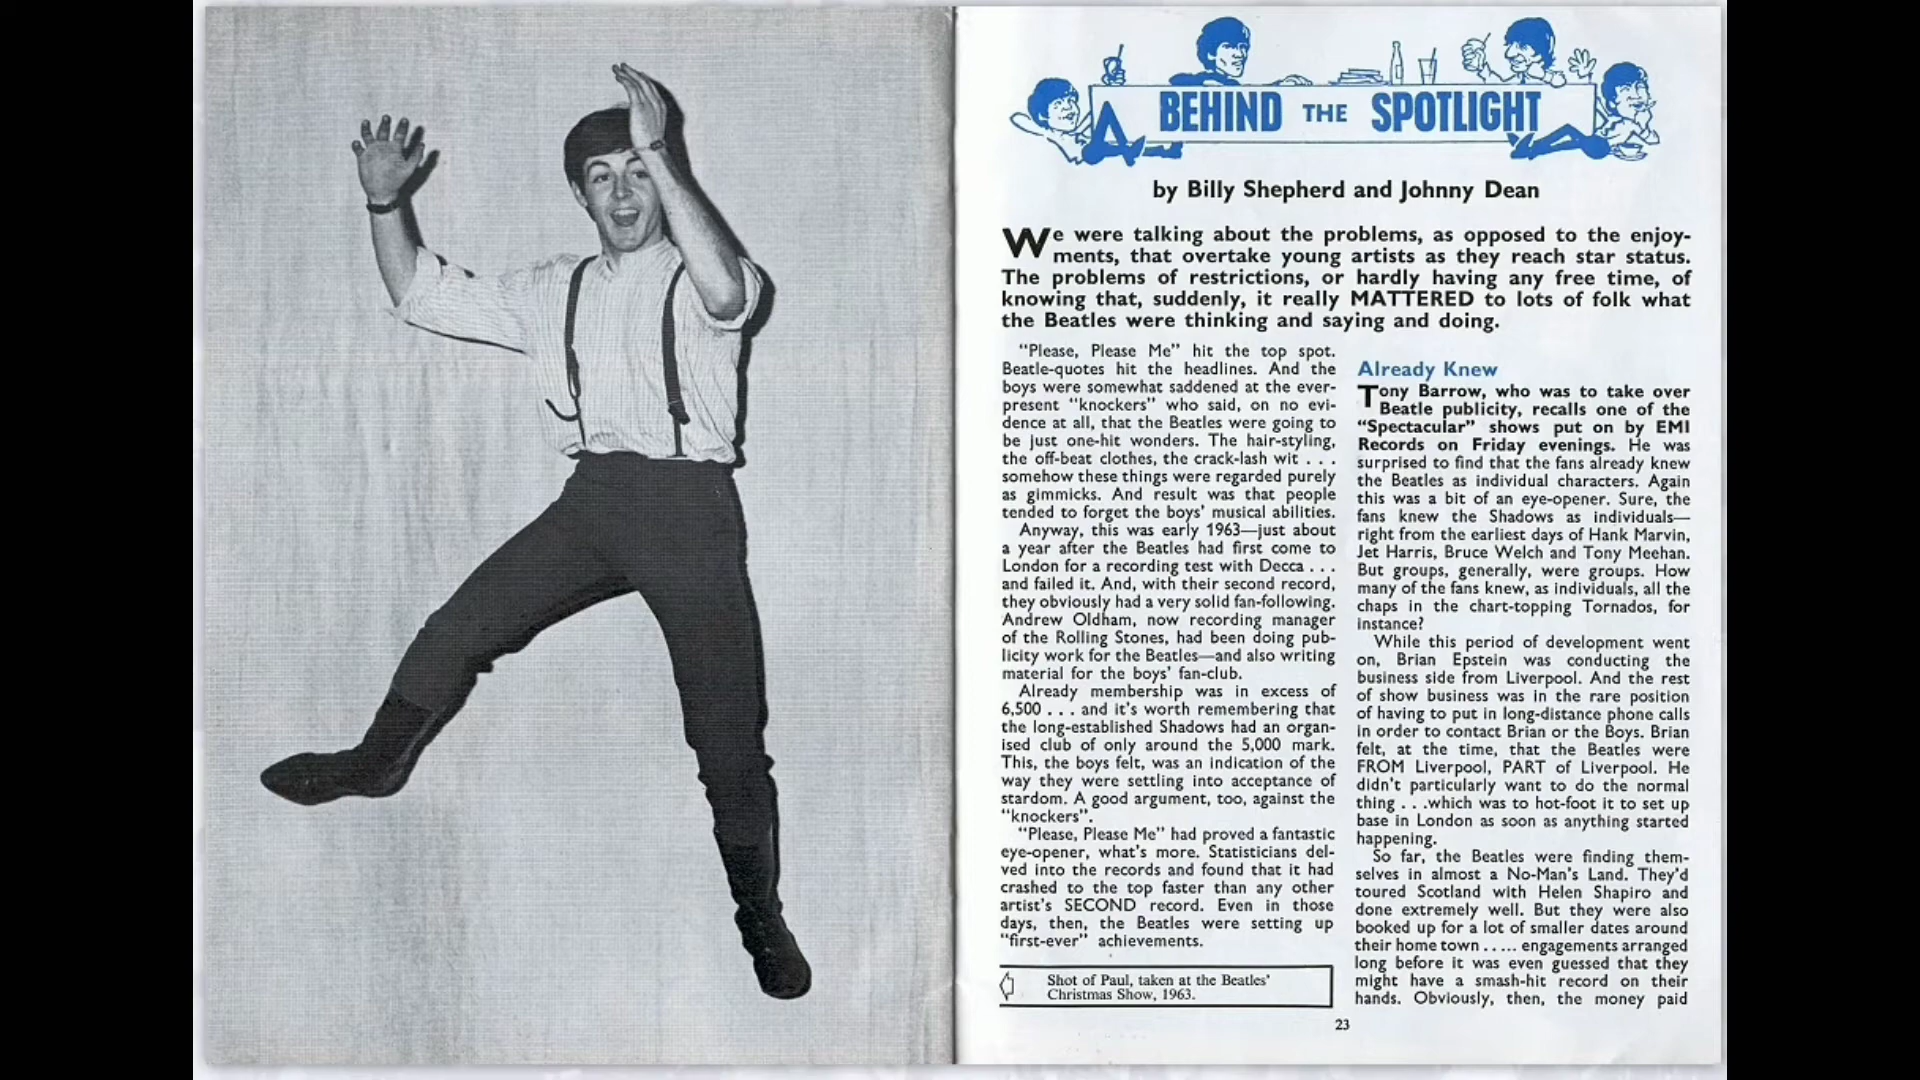 BEHIND THE SPOTLIGHT
by Billy Shepherd and Johnny Dean
We were talking about the problems, as opposed to the enjoy-
ments, that overtake young artists as they reach star status.
The problems of restrictions, or hardly having any free time, of
knowing that, suddenly, it really MATTERED to lots of folk what
the Beatles were thinking and saying and doing.
"Please, Please Me" hit the top spot.
Beatle-quotes hit the headlines. And the
boys were somewhat saddened at the ever-
present "knockers" who said, on no evi-
dence at all, that the Beatles were going to
be just one-hit wonders. The hair-styling,
the off-beat clothes, the crack-lash wit . . .
somehow these things were regarded purely
as gimmicks. And result was that people
tended to forget the boys' musical abilities.
Anyway, this was early 1963—just about
a year after the Beatles had first come to
London for a recording test with Decca . . .
and failed it. And, with their second record,
they obviously had a very solid fan-following.
Andrew Oldham, now recording manager
of the Rolling Stones, had been doing pub-
licity work for the Beatles—and also writing
material for the boys' fan-club.
Already membership was in excess of
6,500 . . . and it's worth remembering that
the long-established Shadows had an organ-
ised club of only around the 5,000 mark.
This, the boys felt, was an indication of the
way they were settling into acceptance of
stardom. A good argument, too, against the
"knockers".
"Please, Please Me" had proved a fantastic
eye-opener, what's more. Statisticians del-
ved into the records and found that it had
crashed to the top faster than any other
artist's SECOND record. Even in those
days, then, the Beatles were setting up
"first-ever" achievements.
Shot of Paul, taken at the Beatles'
Christmas Show, 1963.
Already Knew
Tony Barrow, who was to take over
Beatle publicity, recalls one of the
"Spectacular" shows put on by EMI
Records on Friday evenings. He was
surprised to find that the fans already knew
the Beatles as individual characters. Again
this was a bit of an eye-opener. Sure, the
fans knew the Shadows as individuals—
right from the earliest days of Hank Marvin,
Jet Harris, Bruce Welch and Tony Meehan.
But groups, generally, were groups. How
many of the fans knew, as individuals, all the
chaps in the chart-topping Tornados, for
instance?
While this period of development went
on, Brian Epstein was conducting the
business side from Liverpool. And the rest
of show business was in the rare position
of having to put in long-distance phone calls
in order to contact Brian or the Boys. Brian
felt, at the time, that the Beatles were
FROM Liverpool, PART of Liverpool. He
didn't particularly want to do the normal
thing . . .which was to hot-foot it to set up
base in London as soon as anything started
happening.
So far, the Beatles were finding them-
selves in almost a No-Man's Land. They'd
toured Scotland with Helen Shapiro and
done extremely well. But they were also
booked up for a lot of smaller dates around
their home town . . ... engagements arranged
long before it was even guessed that they
might have a smash-hit record on their
hands. Obviously, then, the money paid
23